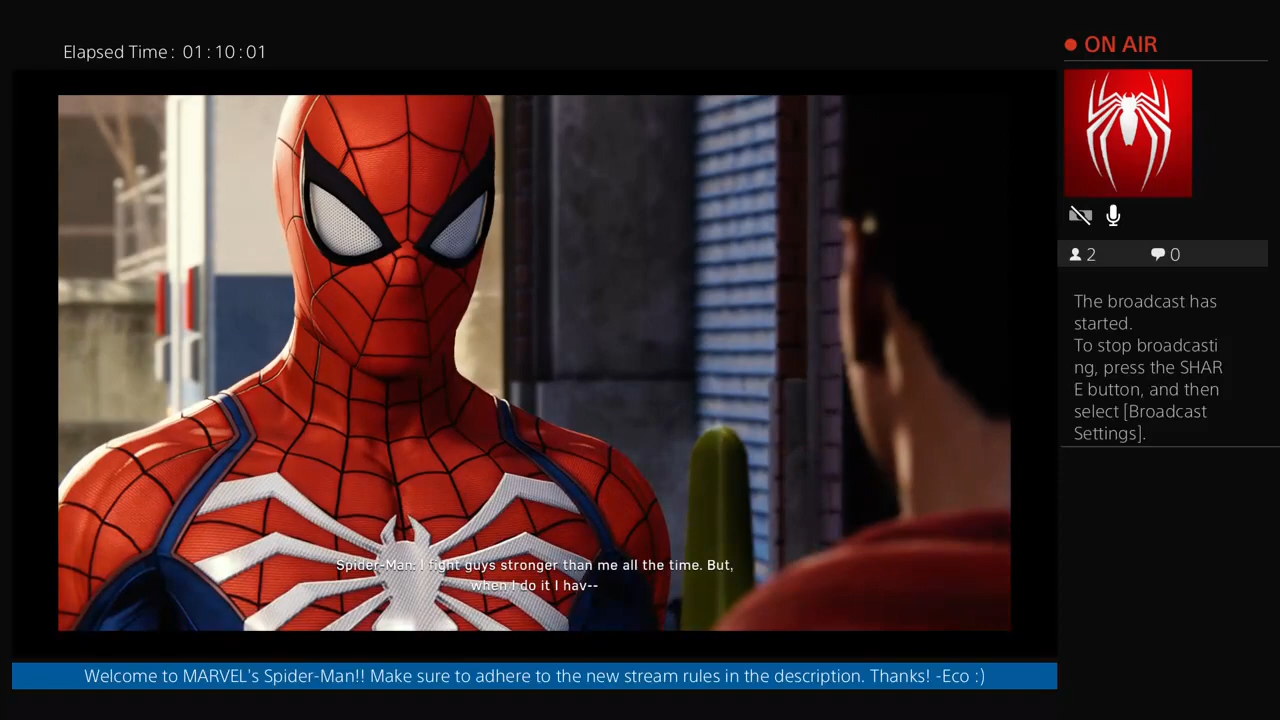 Elapsed Time: 01:10:01
ON AIR
2
0
The broadcast has
started.
To stop broadcasti
ng, press the SHAR
E button, and then
select [Broadcast
Settings].
Spider-Man: I fight guys stronger than me all the time. But,
when I do it I hav--
Welcome to MARVEL's Spider-Man!! Make sure to adhere to the new stream rules in the description. Thanks! -Eco :)